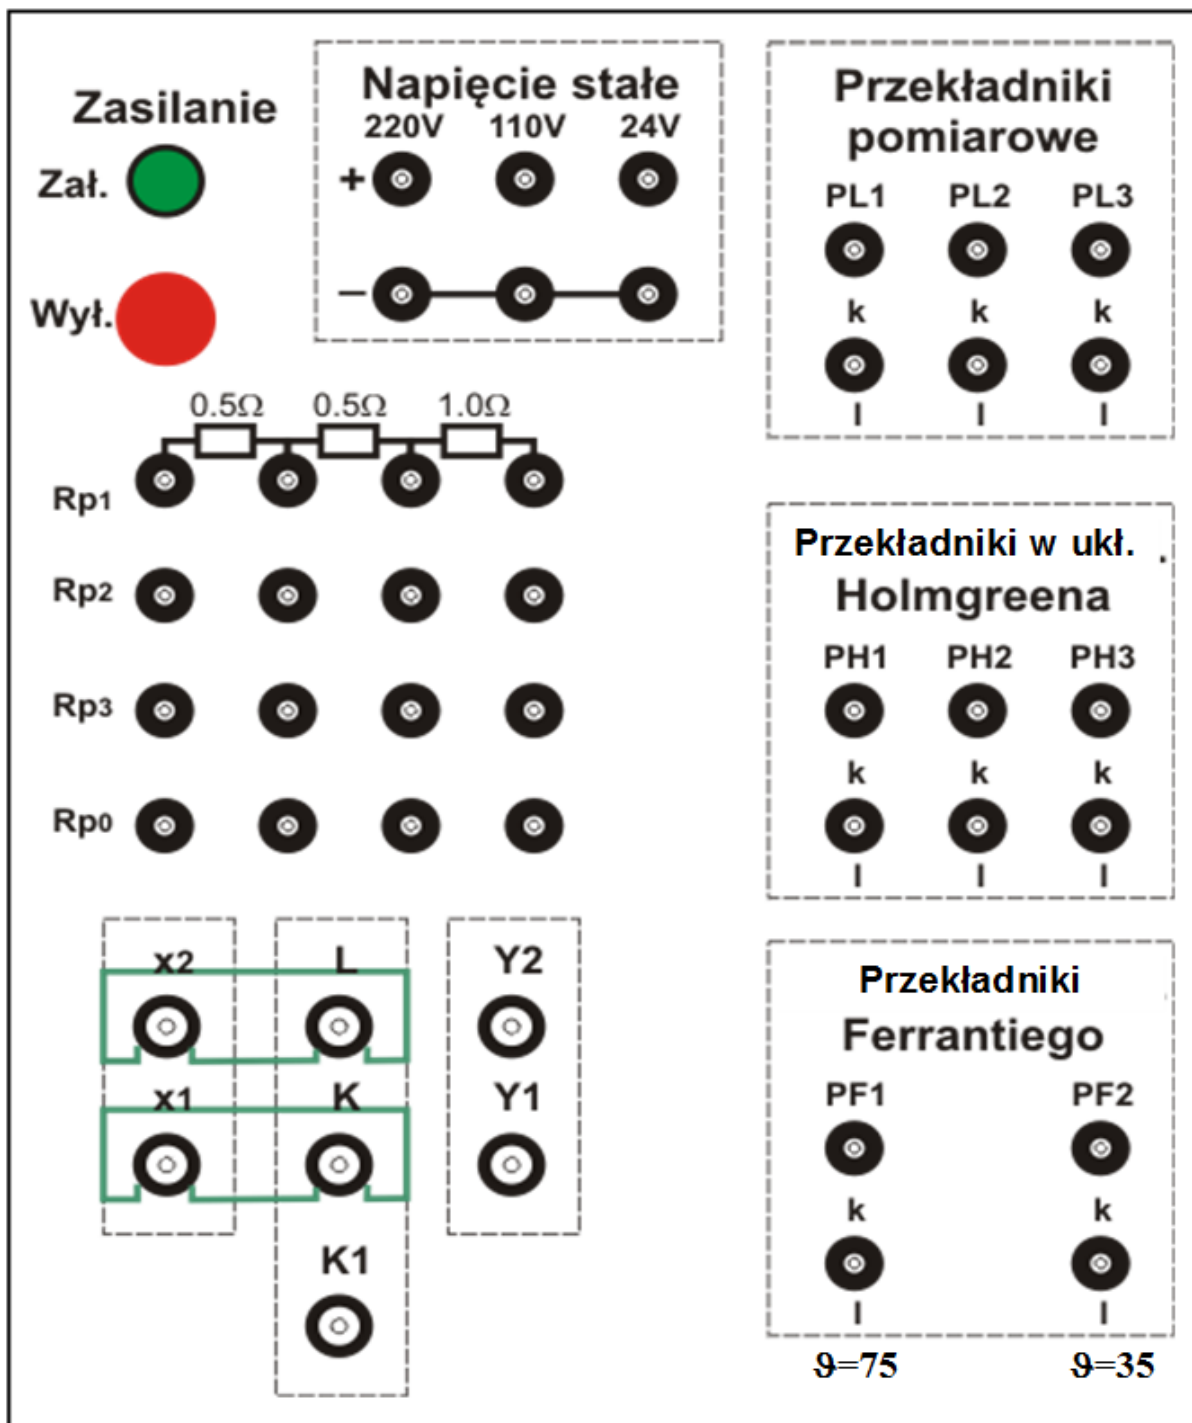 Zasilanie
Zał.
Wył.
Napięcie stałe
220V 110V 24V
+
–
Przekładniki
pomiarowe
PL1 PL2 PL3
k k k
l l l
0.5Ω 0.5Ω 1.0Ω
Rp1
Rp2
Rp3
Rp0
Przekładniki w ukł. .
Holmgreena
PH1 PH2 PH3
k k k
l l l
x2 L Y2
x1 K Y1
K1
Przekładniki
Ferrantiego
PF1 PF2
k k
l l
ϑ=75 ϑ=35